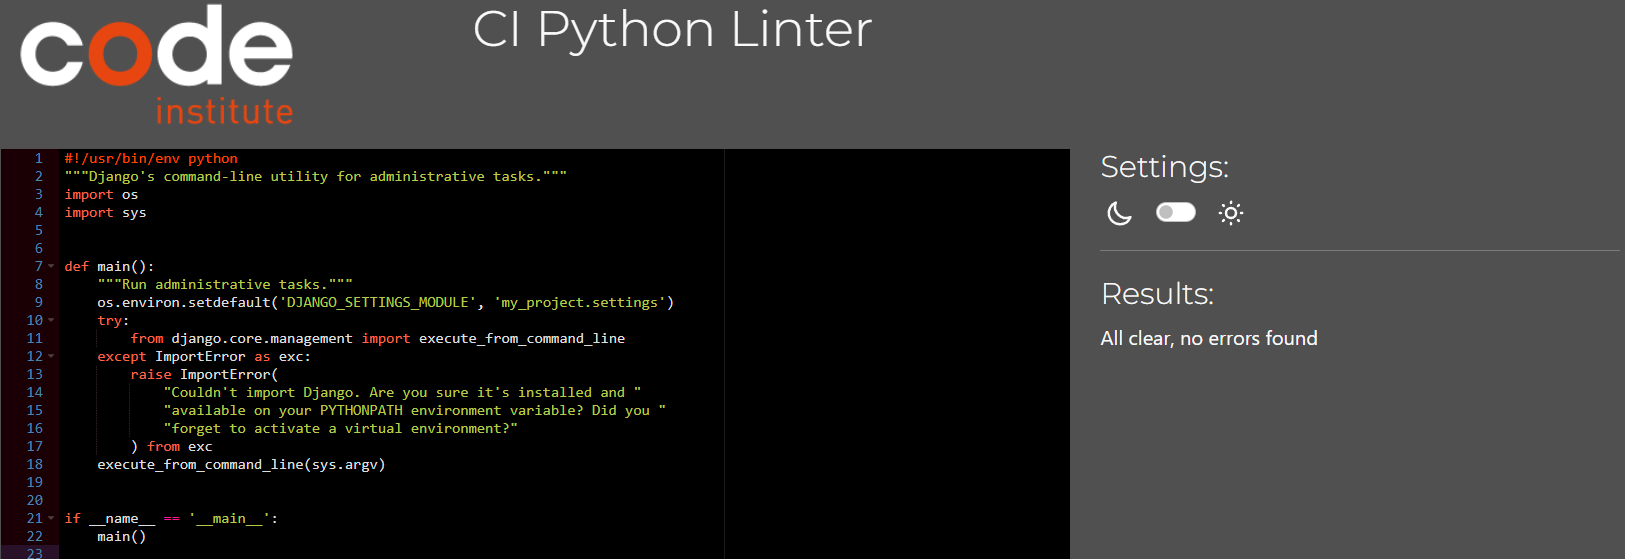 code
institute
CI Python Linter
1 #!/usr/bin/env python
2 """Django's command-line utility for administrative tasks."""
3 import os
4 import sys
5
6
7 def main():
8     """Run administrative tasks."""
9     os.environ.setdefault('DJANGO_SETTINGS_MODULE', 'my_project.settings')
10     try:
11         from django.core.management import execute_from_command_line
12     except ImportError as exc:
13         raise ImportError(
14             "Couldn't import Django. Are you sure it's installed and "
15             "available on your PYTHONPATH environment variable? Did you "
16             "forget to activate a virtual environment?"
17         ) from exc
18     execute_from_command_line(sys.argv)
19
20
21 if __name__ == '__main__':
22     main()
23
Settings:
Results:
All clear, no errors found